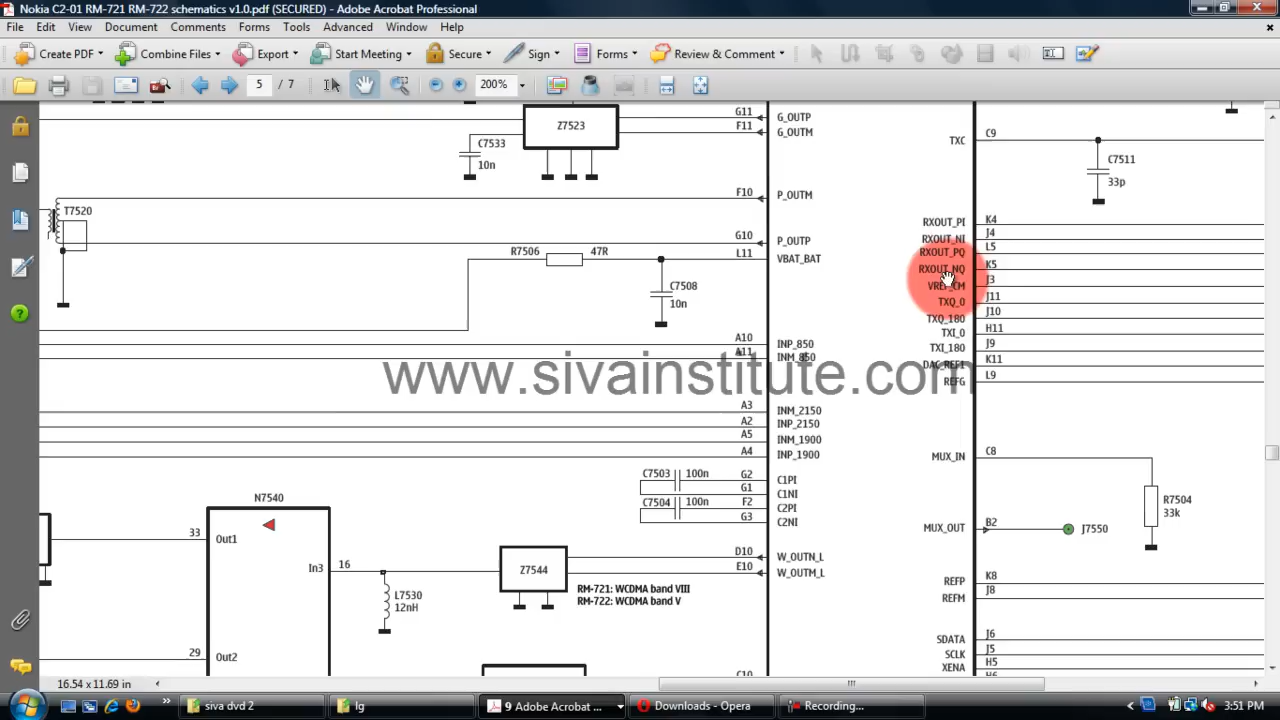 Nokia C2-01 RM-721 RM-722 schematics v1.0.pdf (SECURED) - Adobe Acrobat Professional
File Edit View Document Comments Forms Tools Advanced Window Help
Create PDF Combine Files Export Start Meeting Secure Sign Forms Review & Comment
5 / 7 200%
G11 G_OUTP
Z7523 F11 G_OUTM
C7533
10n
TXC C9
C7511
33p
F10 P_OUTM
T7520
RXOUT_PI K4
RXOUT_NI J4
G10 P_OUTP
RXOUT_PQ L5
R7506 47R L11 VBAT_BAT
RXOUT_NQ K5
VREF_CM J3
C7508
10n
TXQ_0 J11
TXQ_180 J10
TXI_0 H11
A10 INP_850
TXI_180 J9
A11 INM_850
DAC_REF1 K11
www.sivainstitute.com
REFG L9
A3 INM_2150
A2 INP_2150
A5 INM_1900
A4 INP_1900
MUX_IN C8
C7503 100n G2 C1PI
G1 C1NI
C7504 100n F2 C2PI
G3 C2NI
R7504
33k
N7540
MUX_OUT B2 J7550
33 Out1
D10 W_OUTN_L
In3 16 Z7544 E10 W_OUTM_L
RM-721: WCDMA band VIII
RM-722: WCDMA band V
L7530
12nH
REFP K8
REFM J8
SDATA J6
SCLK J5
29 Out2
XENA H5
C10
H6
16.54 x 11.69 in
siva dvd 2 lg 9 Adobe Acrobat ... Downloads - Opera Recording... 3:51 PM